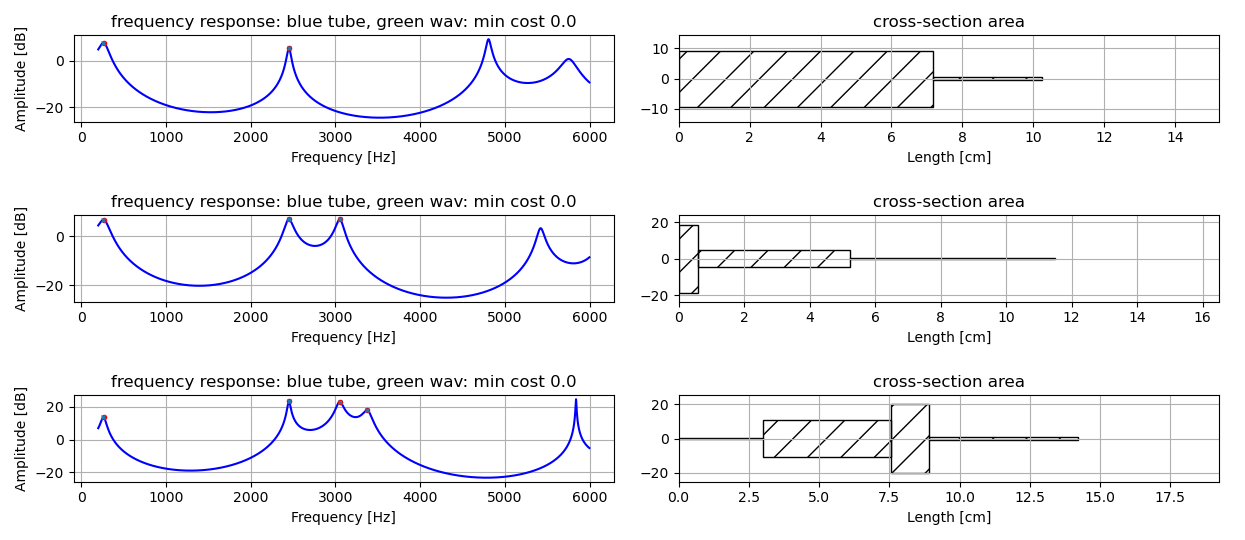 frequency response: blue tube, green wav: min cost 0.0
Amplitude [dB]
0
−20
0 1000 2000 3000 4000 5000 6000
Frequency [Hz]
cross-section area
10
0
−10
0 2 4 6 8 10 12 14
Length [cm]
frequency response: blue tube, green wav: min cost 0.0
Amplitude [dB]
0
−20
0 1000 2000 3000 4000 5000 6000
Frequency [Hz]
cross-section area
20
0
−20
0 2 4 6 8 10 12 14 16
Length [cm]
frequency response: blue tube, green wav: min cost 0.0
Amplitude [dB]
20
0
−20
0 1000 2000 3000 4000 5000 6000
Frequency [Hz]
cross-section area
20
0
−20
0.0 2.5 5.0 7.5 10.0 12.5 15.0 17.5
Length [cm]